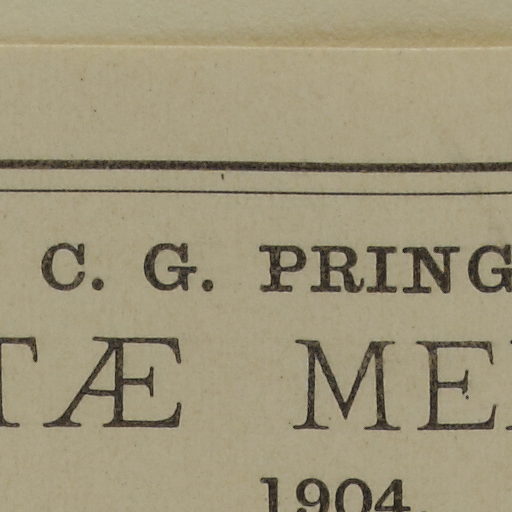 C. G. PRING
TÆ ME
1904.